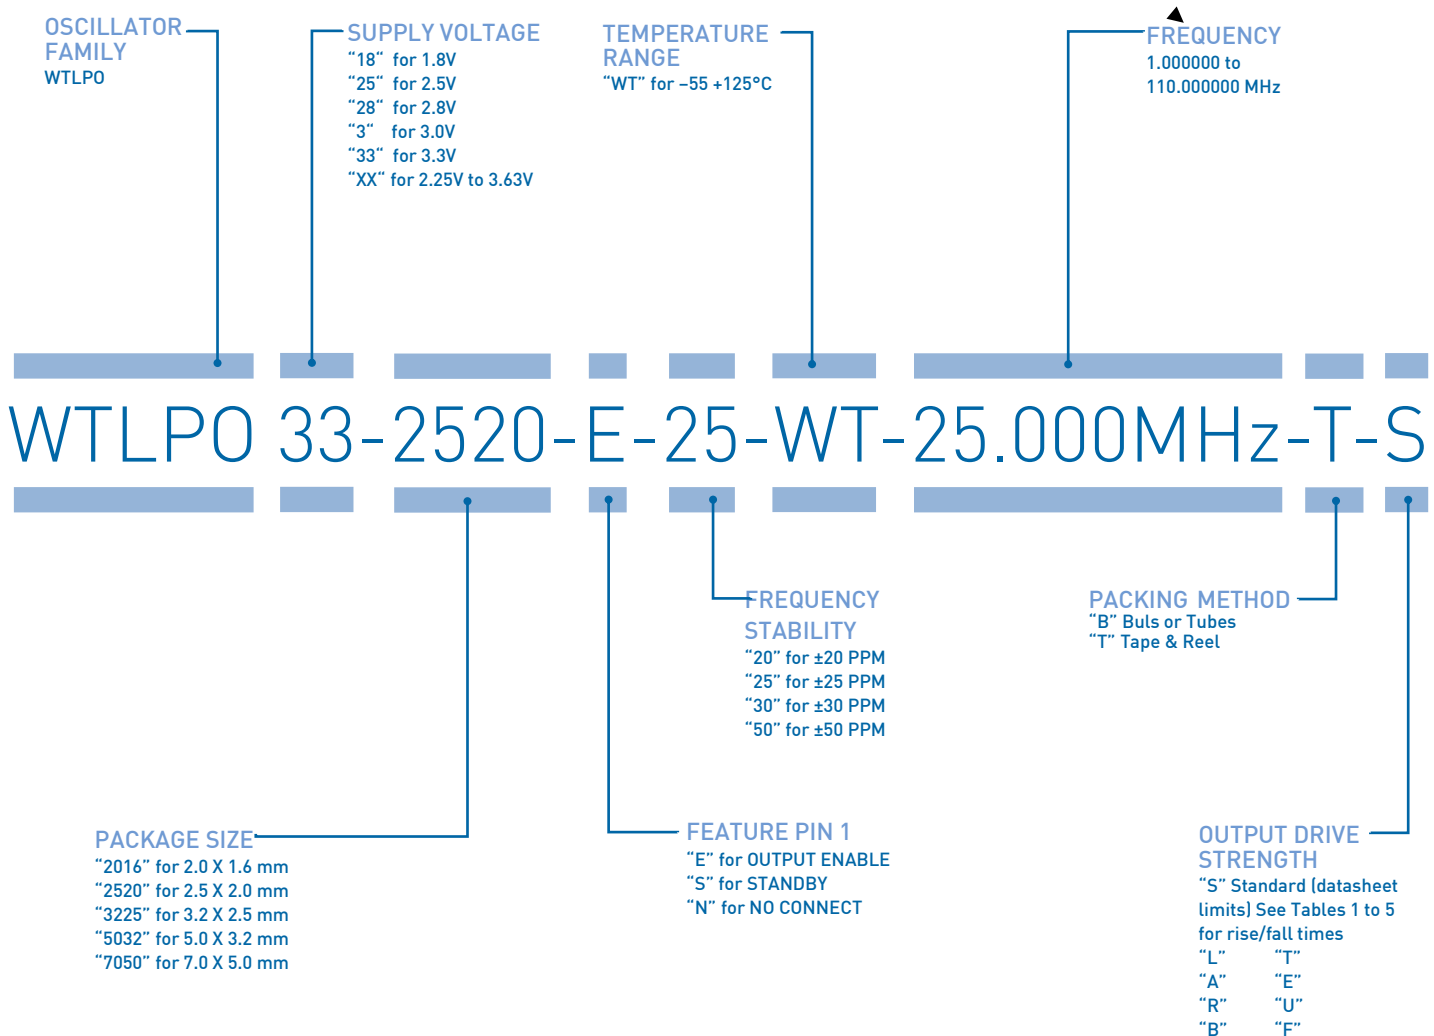 OSCILLATOR
FAMILY
WTLPO
SUPPLY VOLTAGE
“18“ for 1.8V
“25“ for 2.5V
“28“ for 2.8V
“3“ for 3.0V
“33“ for 3.3V
“XX“ for 2.25V to 3.63V
TEMPERATURE
RANGE
“WT” for –55 +125°C
FREQUENCY
1.000000 to
110.000000 MHz
WTLPO 33-2520-E-25-WT-25.000MHz-T-S
FREQUENCY
STABILITY
“20” for ±20 PPM
“25” for ±25 PPM
“30” for ±30 PPM
“50” for ±50 PPM
PACKING METHOD
“B” Buls or Tubes
“T” Tape & Reel
PACKAGE SIZE
“2016” for 2.0 X 1.6 mm
“2520” for 2.5 X 2.0 mm
“3225” for 3.2 X 2.5 mm
“5032” for 5.0 X 3.2 mm
“7050” for 7.0 X 5.0 mm
FEATURE PIN 1
“E” for OUTPUT ENABLE
“S” for STANDBY
“N” for NO CONNECT
OUTPUT DRIVE
STRENGTH
“S” Standard (datasheet
limits) See Tables 1 to 5
for rise/fall times
“L” “T”
“A” “E”
“R” “U”
“B” “F”